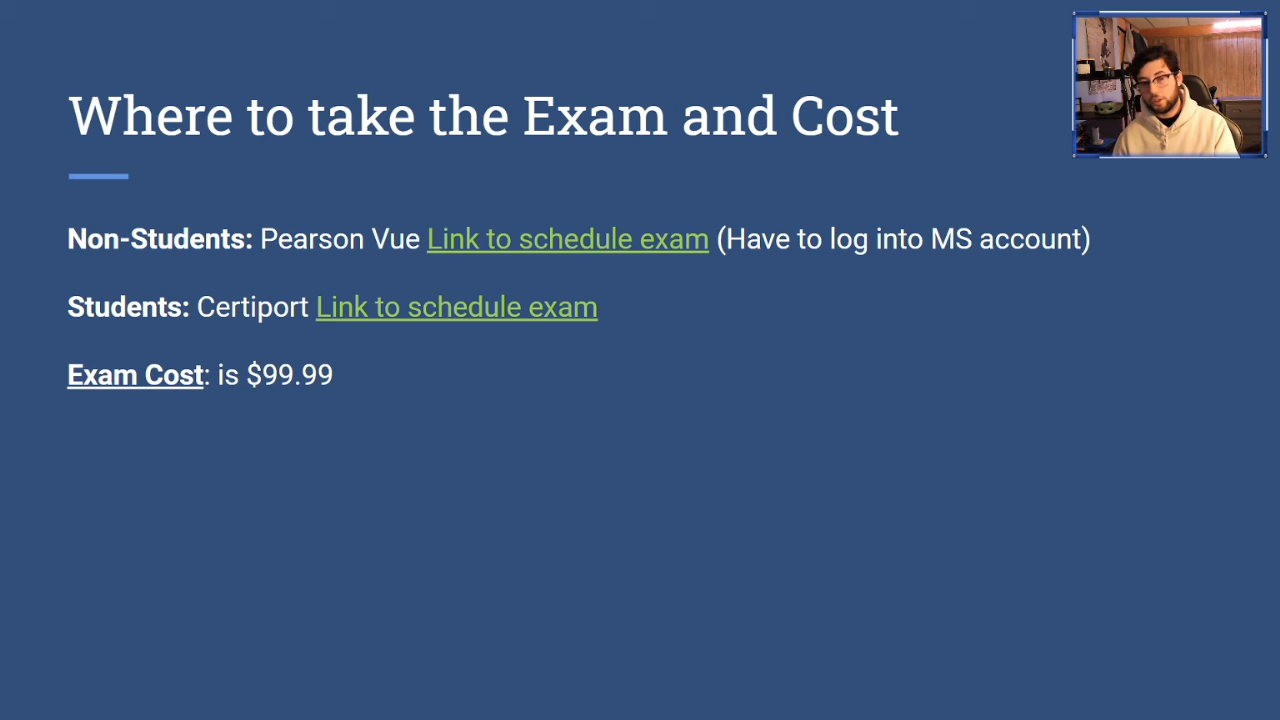 Where to take the Exam and Cost
Non-Students: Pearson Vue Link to schedule exam (Have to log into MS account)
Students: Certiport Link to schedule exam
Exam Cost: is $99.99